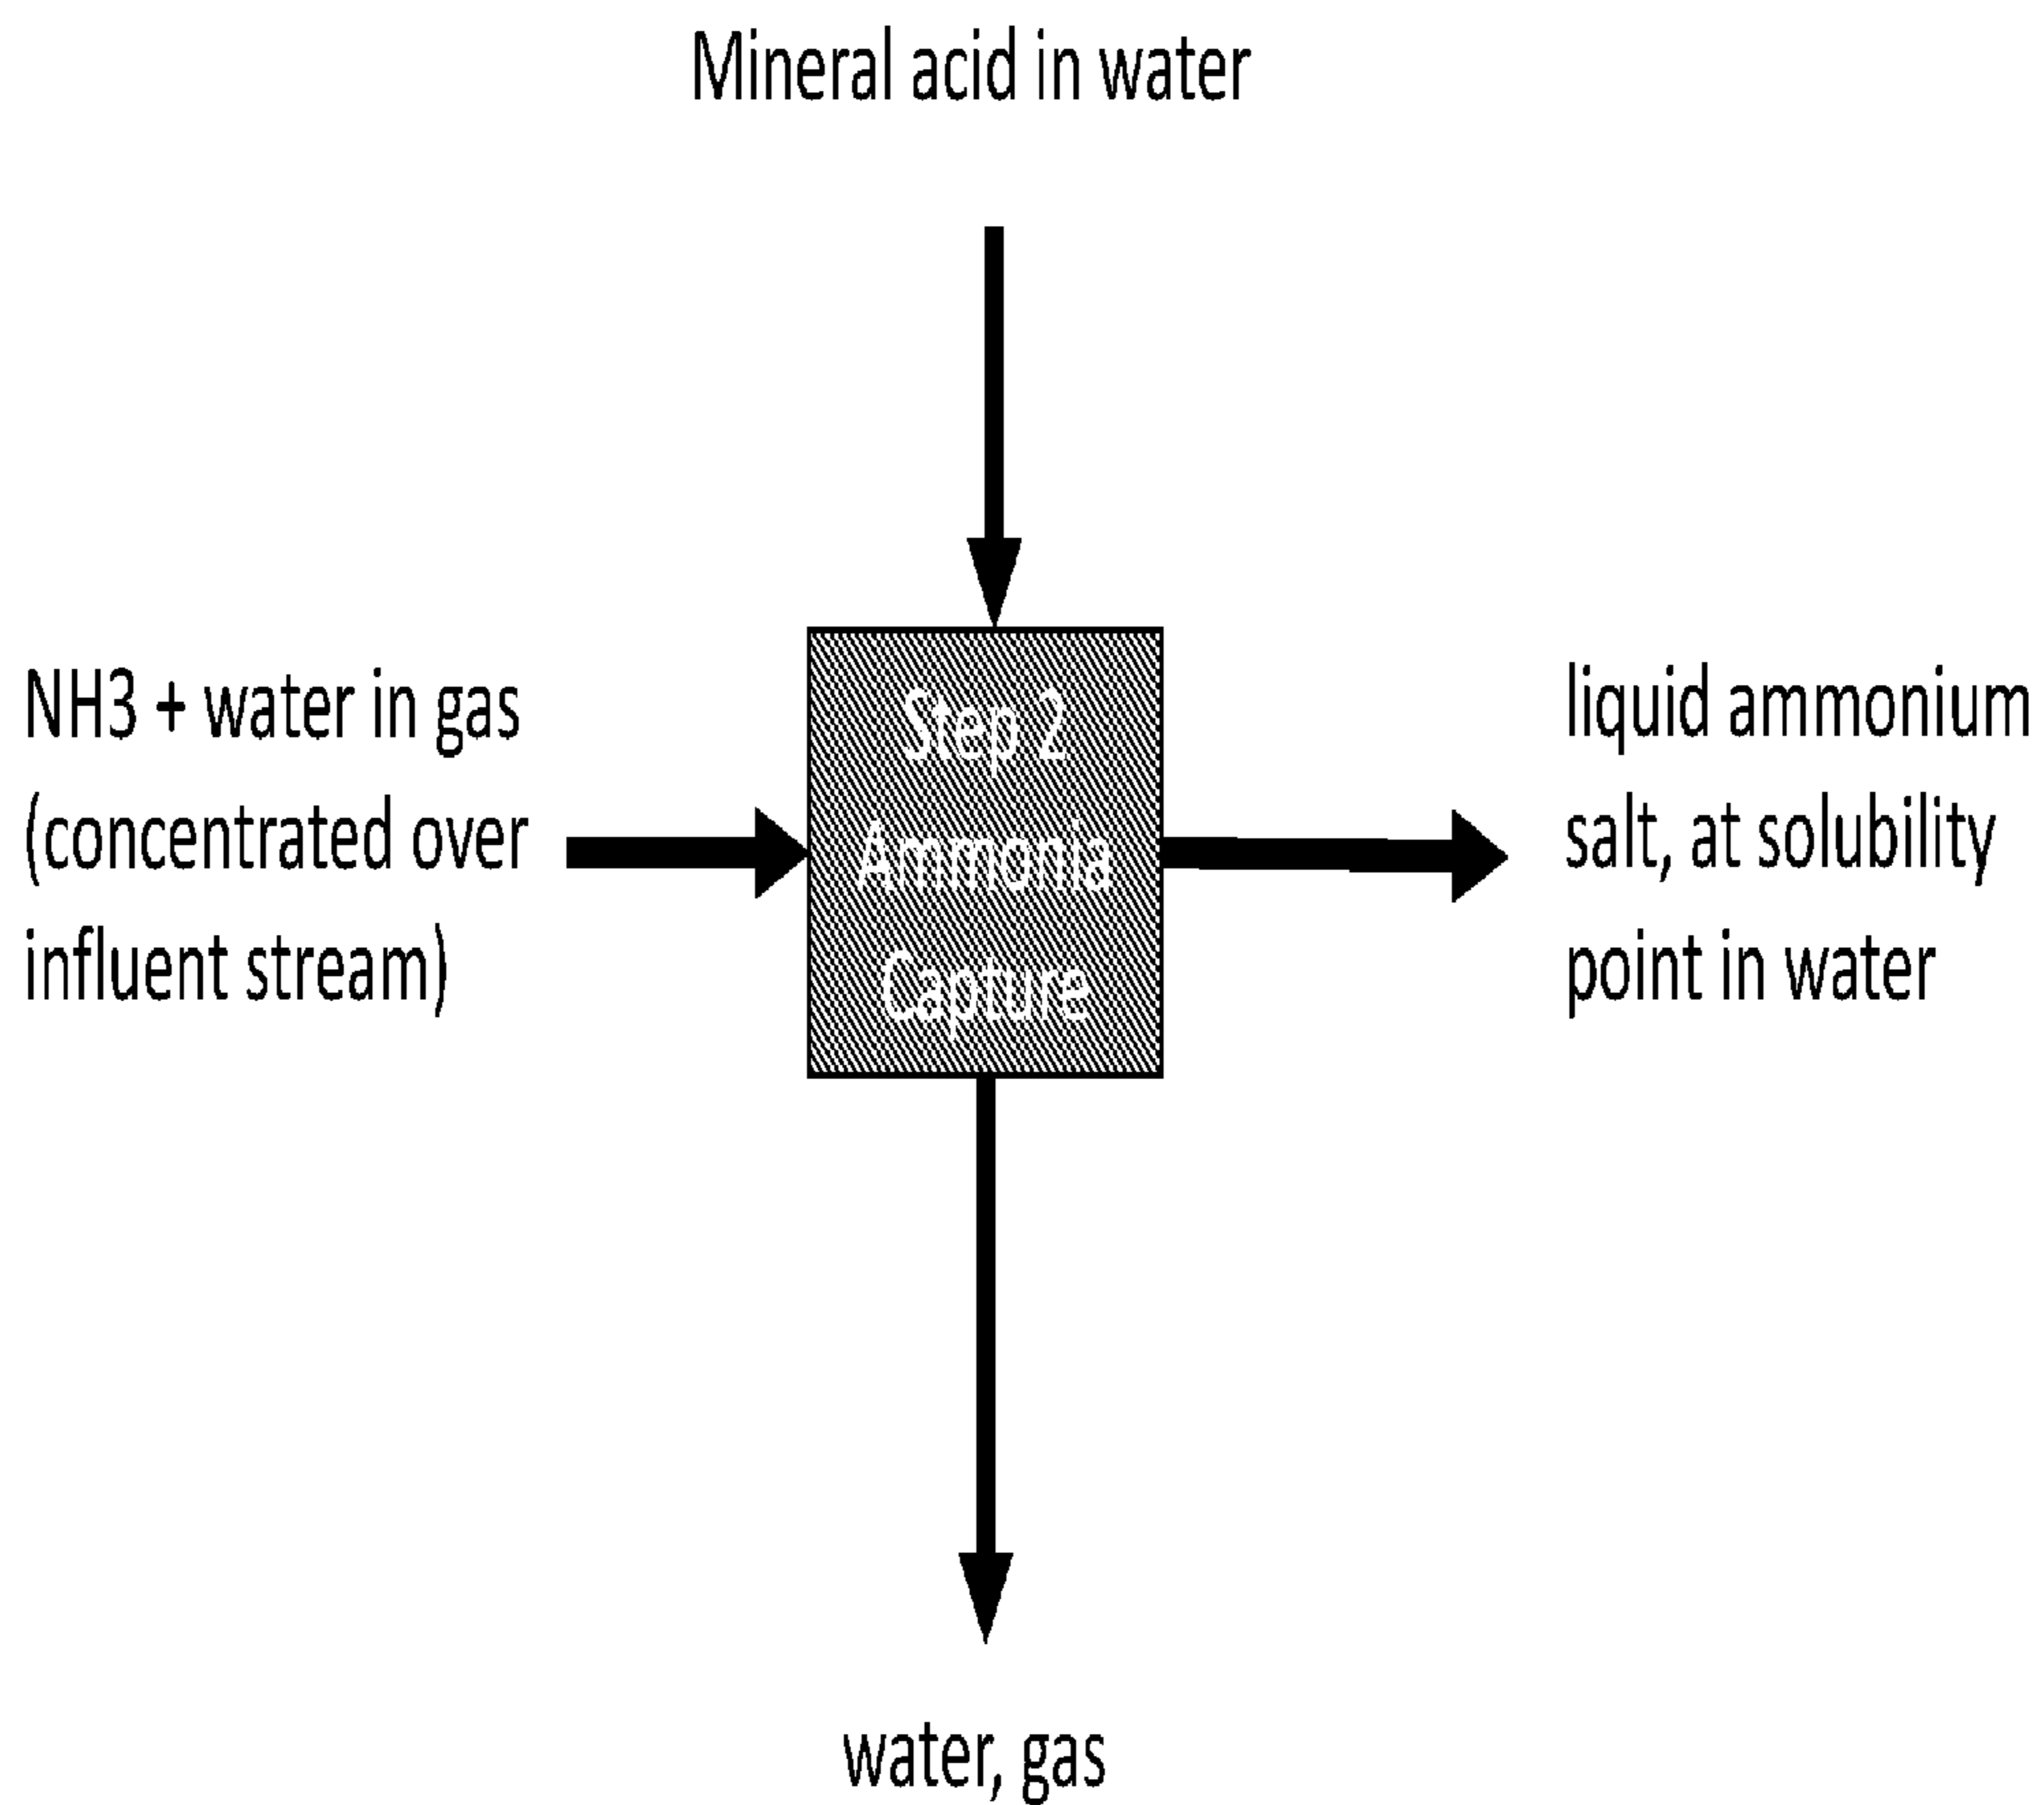 Mineral acid in water
NH3 + water in gas
(concentrated over
influent stream)
Step 2
Ammonia
Capture
liquid ammonium
salt, at solubility
point in water
water, gas